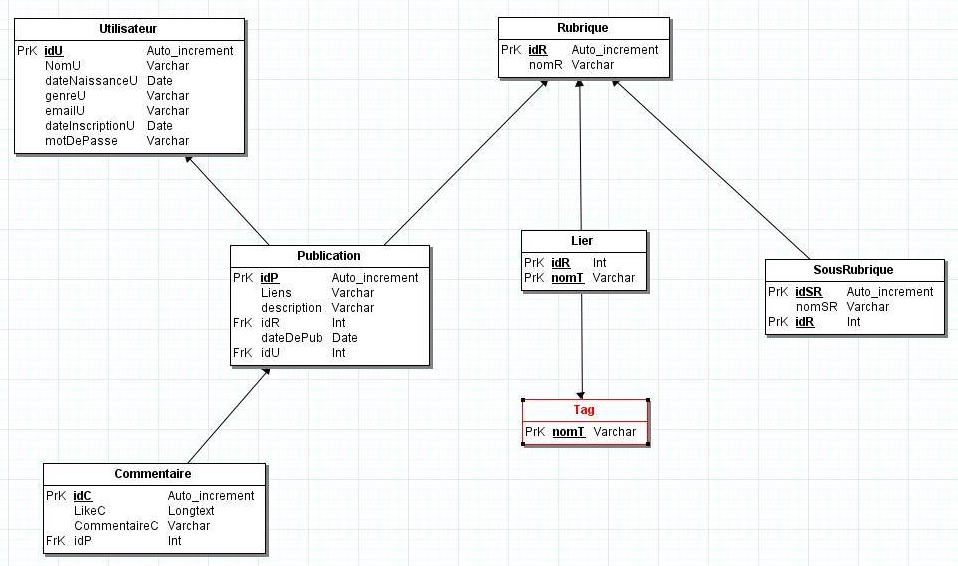 Utilisateur
PrK idU Auto_increment
NomU Varchar
dateNaissanceU Date
genreU Varchar
emailU Varchar
dateInscriptionU Date
motDePasse Varchar
Rubrique
PrK idR Auto_increment
nomR Varchar
Publication
PrK idP Auto_increment
Liens Varchar
description Varchar
FrK idR Int
dateDePub Date
FrK idU Int
Lier
PrK idR Int
PrK nomT Varchar
SousRubrique
PrK idSR Auto_increment
nomSR Varchar
PrK idR Int
Tag
PrK nomT Varchar
Commentaire
PrK idC Auto_increment
LikeC Longtext
CommentaireC Varchar
FrK idP Int